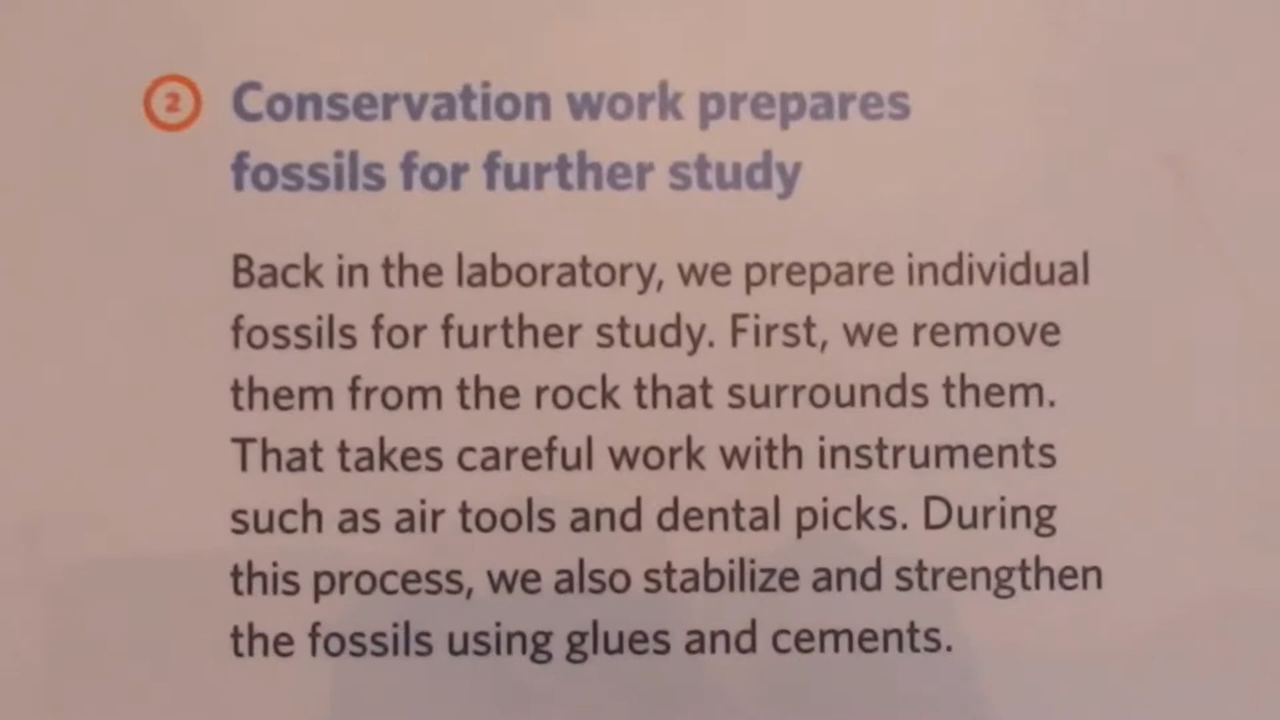 2 Conservation work prepares
fossils for further study
Back in the laboratory, we prepare individual
fossils for further study. First, we remove
them from the rock that surrounds them.
That takes careful work with instruments
such as air tools and dental picks. During
this process, we also stabilize and strengthen
the fossils using glues and cements.